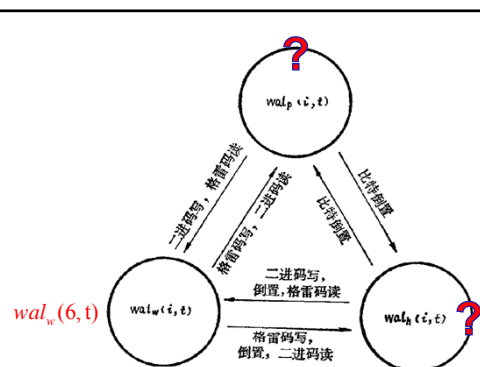 ?
walₚ(i,t)
二进码写，格雷码读
格雷码写，二进码读
比特倒置
比特倒置
wal_w(6,t)
wal_w(i,t)
二进码写，
倒置，格雷码读
格雷码写，
倒置，二进码读
walₕ(i,t)
?